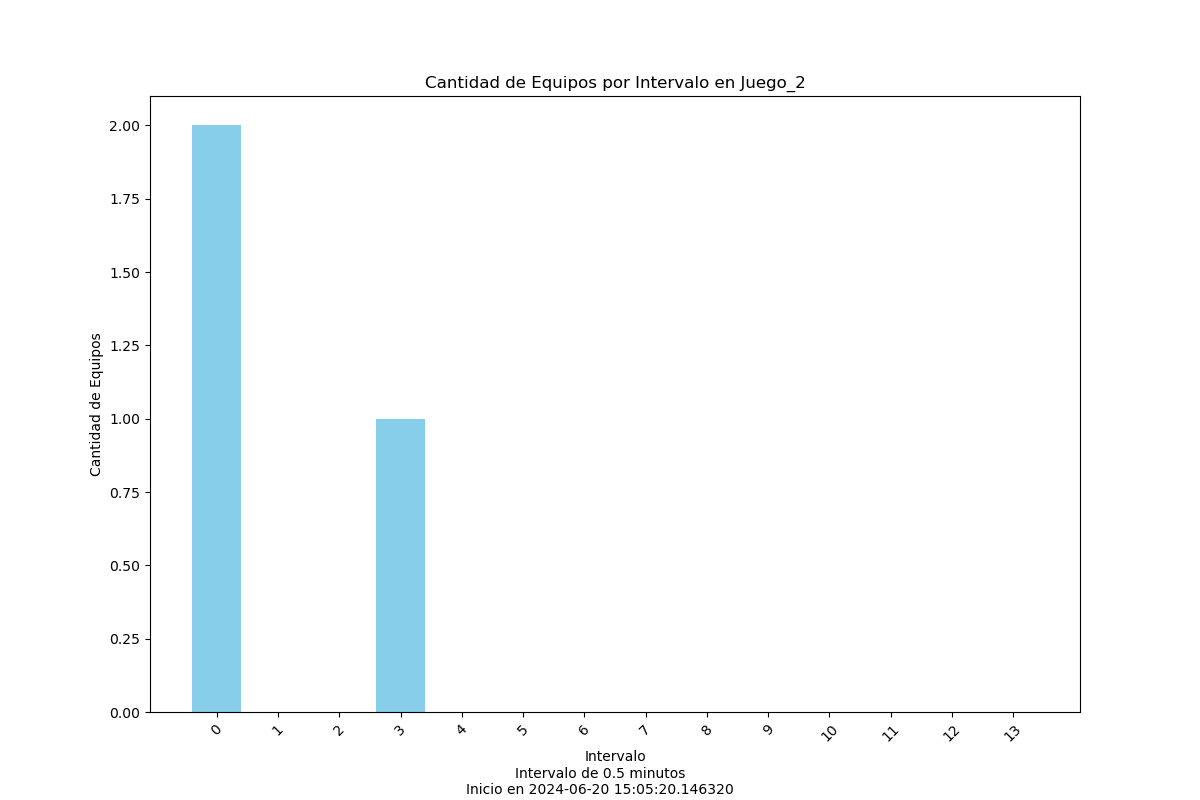 Cantidad de Equipos por Intervalo en Juego_2
Cantidad de Equipos
2.00
1.75
1.50
1.25
1.00
0.75
0.50
0.25
0.00
0 1 2 3 4 5 6 7 8 9 10 11 12 13
Intervalo
Intervalo de 0.5 minutos
Inicio en 2024-06-20 15:05:20.146320